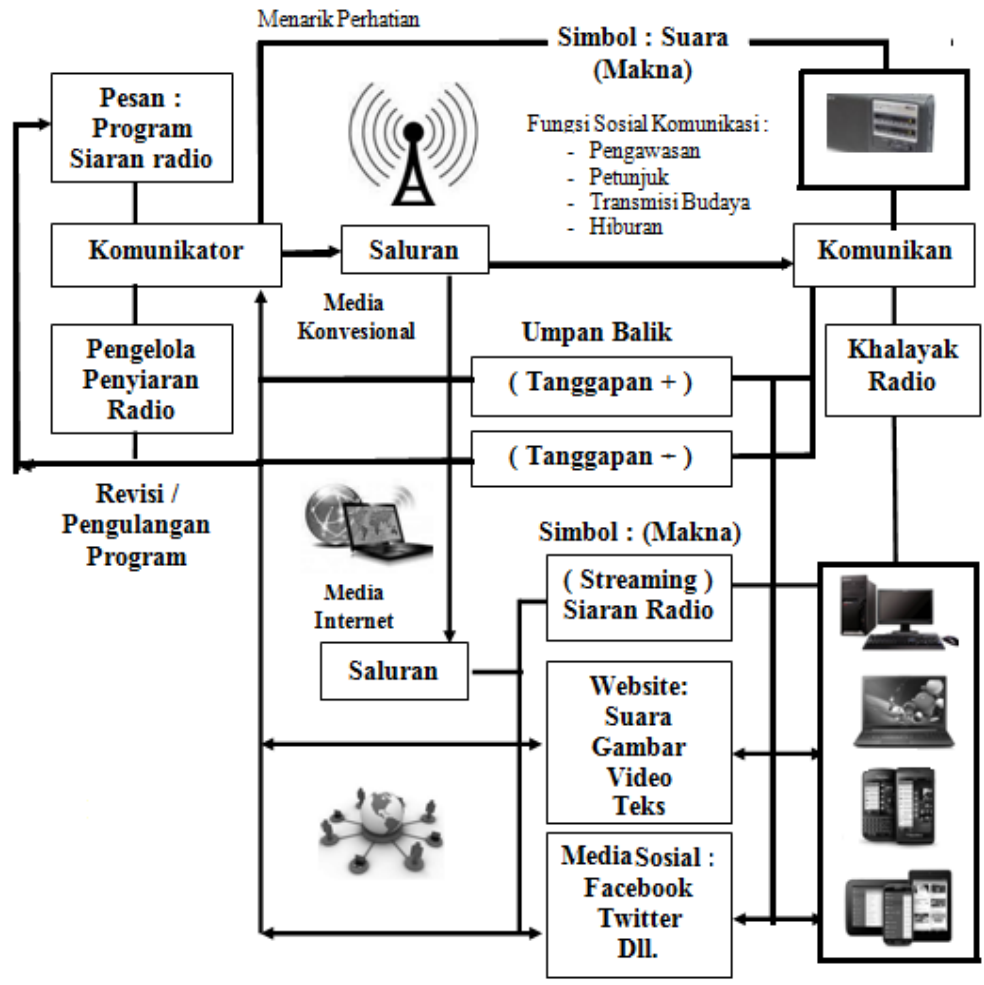 Menarik Perhatian
Simbol : Suara
(Makna)
Pesan :
Program
Siaran radio
Fungsi Sosial Komunikasi :
- Pengawasan
- Petunjuk
- Transmisi Budaya
- Hiburan
Komunikator
Saluran
Komunikan
Media
Konvesional
Umpan Balik
Pengelola
Penyiaran
Radio
( Tanggapan + )
Khalayak
Radio
( Tanggapan - )
Revisi /
Pengulangan
Program
Simbol : (Makna)
( Streaming )
Siaran Radio
Media
Internet
Saluran
Website:
Suara
Gambar
Video
Teks
Media Sosial :
Facebook
Twitter
Dll.